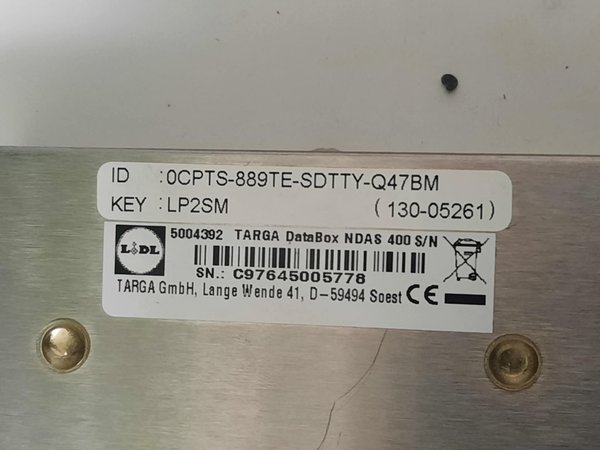 ID :0CPTS-889TE-SDTTY-Q47BM
KEY :LP2SM (130-05261)
LIDL
5004392 TARGA DataBox NDAS 400 S/N
SN.: C97645005778
TARGA GmbH, Lange Wende 41, D-59494 Soest CE